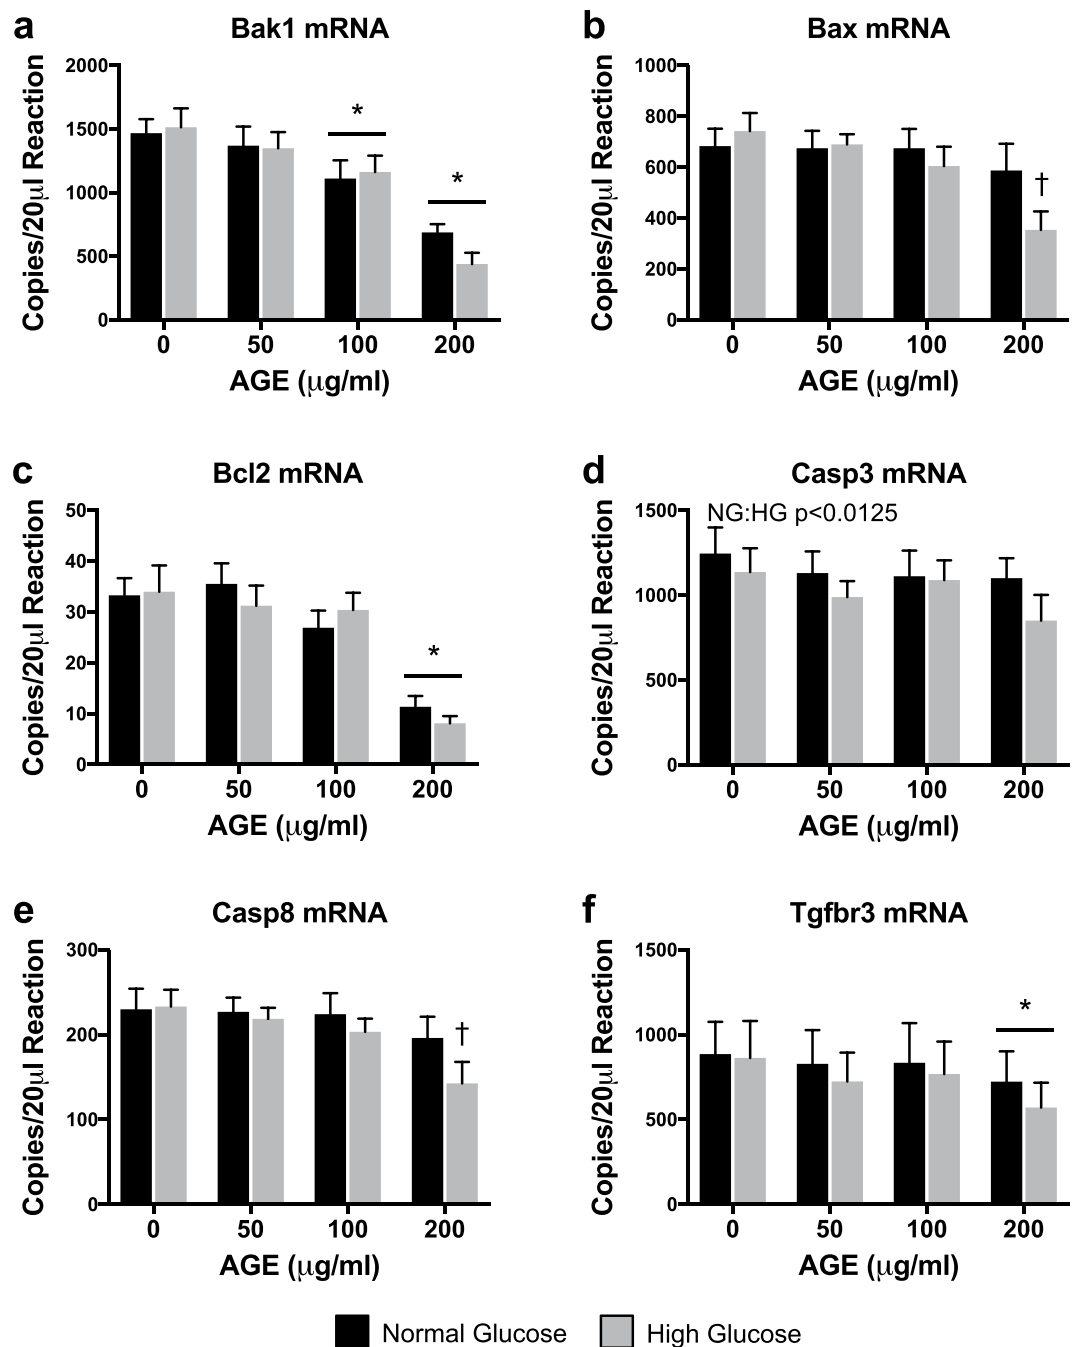 a
Bak1 mRNA
Copies/20μl Reaction
2000
1500
1000
500
0
*
*
0 50 100 200
AGE (μg/ml)
b
Bax mRNA
Copies/20μl Reaction
1000
800
600
400
200
0
†
0 50 100 200
AGE (μg/ml)
c
Bcl2 mRNA
Copies/20μl Reaction
50
40
30
20
10
0
*
0 50 100 200
AGE (μg/ml)
d
Casp3 mRNA
Copies/20μl Reaction
1500
1000
500
0
NG:HG p<0.0125
0 50 100 200
AGE (μg/ml)
e
Casp8 mRNA
Copies/20μl Reaction
300
200
100
0
†
0 50 100 200
AGE (μg/ml)
f
Tgfbr3 mRNA
Copies/20μl Reaction
1500
1000
500
0
*
0 50 100 200
AGE (μg/ml)
Normal Glucose High Glucose